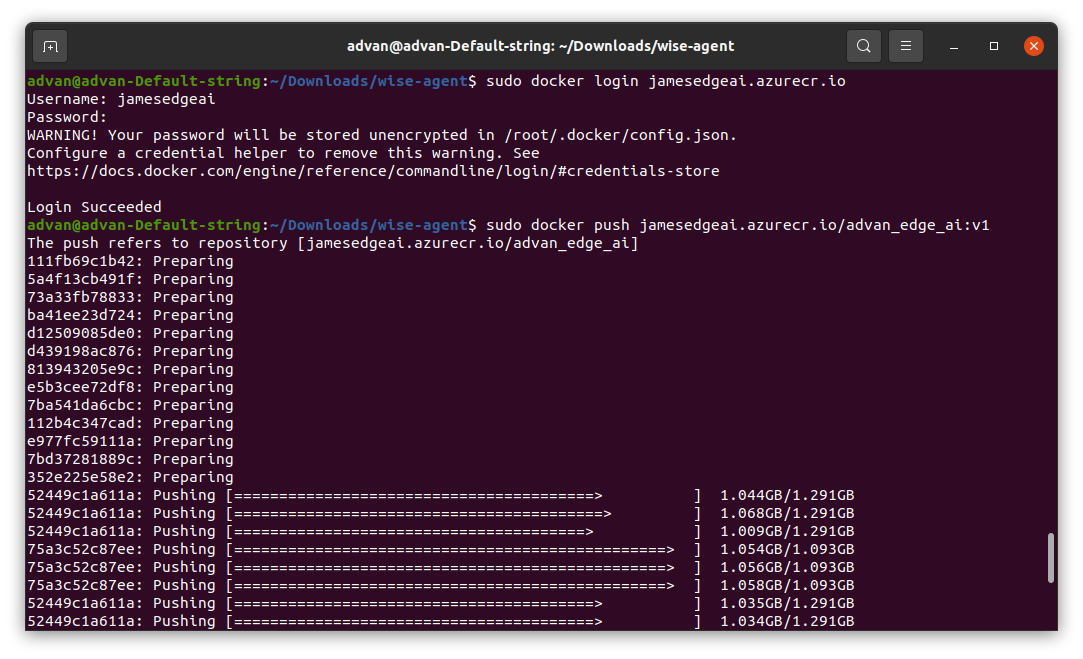 advan@advan-Default-string: ~/Downloads/wise-agent
advan@advan-Default-string:~/Downloads/wise-agent$ sudo docker login jamesedgeai.azurecr.io
Username: jamesedgeai
Password:
WARNING! Your password will be stored unencrypted in /root/.docker/config.json.
Configure a credential helper to remove this warning. See
https://docs.docker.com/engine/reference/commandline/login/#credentials-store
Login Succeeded
advan@advan-Default-string:~/Downloads/wise-agent$ sudo docker push jamesedgeai.azurecr.io/advan_edge_ai:v1
The push refers to repository [jamesedgeai.azurecr.io/advan_edge_ai]
111fb69c1b42: Preparing
5a4f13cb491f: Preparing
73a33fb78833: Preparing
ba41ee23d724: Preparing
d12509085de0: Preparing
d439198ac876: Preparing
813943205e9c: Preparing
e5b3cee72df8: Preparing
7ba541da6cbc: Preparing
112b4c347cad: Preparing
e977fc59111a: Preparing
7bd37281889c: Preparing
352e225e58e2: Preparing
52449c1a611a: Pushing [========================================>          ]  1.044GB/1.291GB
52449c1a611a: Pushing [=========================================>         ]  1.068GB/1.291GB
52449c1a611a: Pushing [=======================================>           ]  1.009GB/1.291GB
75a3c52c87ee: Pushing [================================================>  ]  1.054GB/1.093GB
75a3c52c87ee: Pushing [================================================>  ]  1.056GB/1.093GB
75a3c52c87ee: Pushing [================================================>  ]  1.058GB/1.093GB
52449c1a611a: Pushing [========================================>          ]  1.035GB/1.291GB
52449c1a611a: Pushing [========================================>          ]  1.034GB/1.291GB